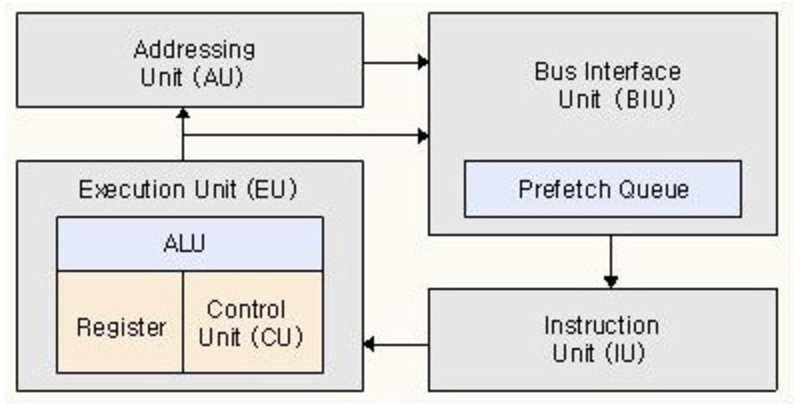 Addressing
Unit (AU)
Bus Interface
Unit (BIU)
Prefetch Queue
Execution Unit (EU)
ALU
Register
Control
Unit (CU)
Instruction
Unit (IU)